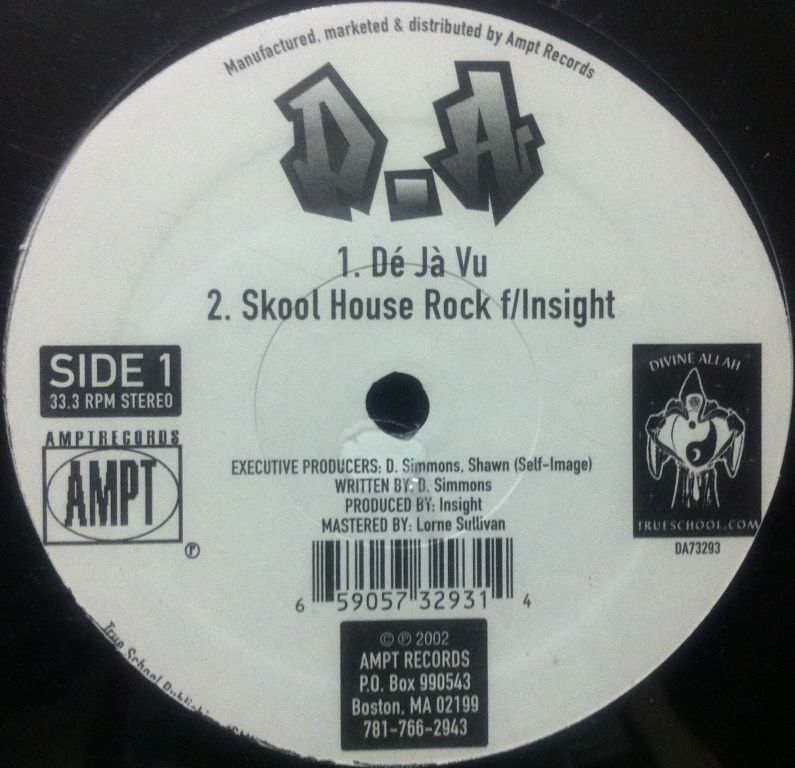 Manufactured, marketed & distributed by Ampt Records
D.A
1. Dé Jà Vu
2. Skool House Rock f/Insight
SIDE 1
33.3 RPM STEREO
AMPTRECORDS
AMPT
℗
DIVINE ALLAH
TRUESCHOOL.COM
DA73293
EXECUTIVE PRODUCERS: D. Simmons, Shawn (Self-Image)
WRITTEN BY: D. Simmons
PRODUCED BY: Insight
MASTERED BY: Lorne Sullivan
6 59057 32931 4
© ℗ 2002
AMPT RECORDS
P.O. Box 990543
Boston, MA 02199
781-766-2943
True School